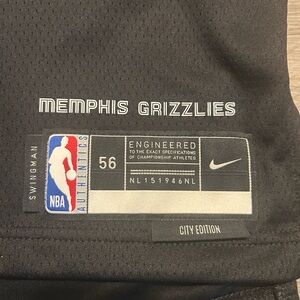 MEMPHIS GRIZZLIES
SWINGMAN
NBA
AUTHENTICS
56
ENGINEERED
TO THE EXACT SPECIFICATIONS
OF CHAMPIONSHIP ATHLETES
NL151946NL
CITY EDITION